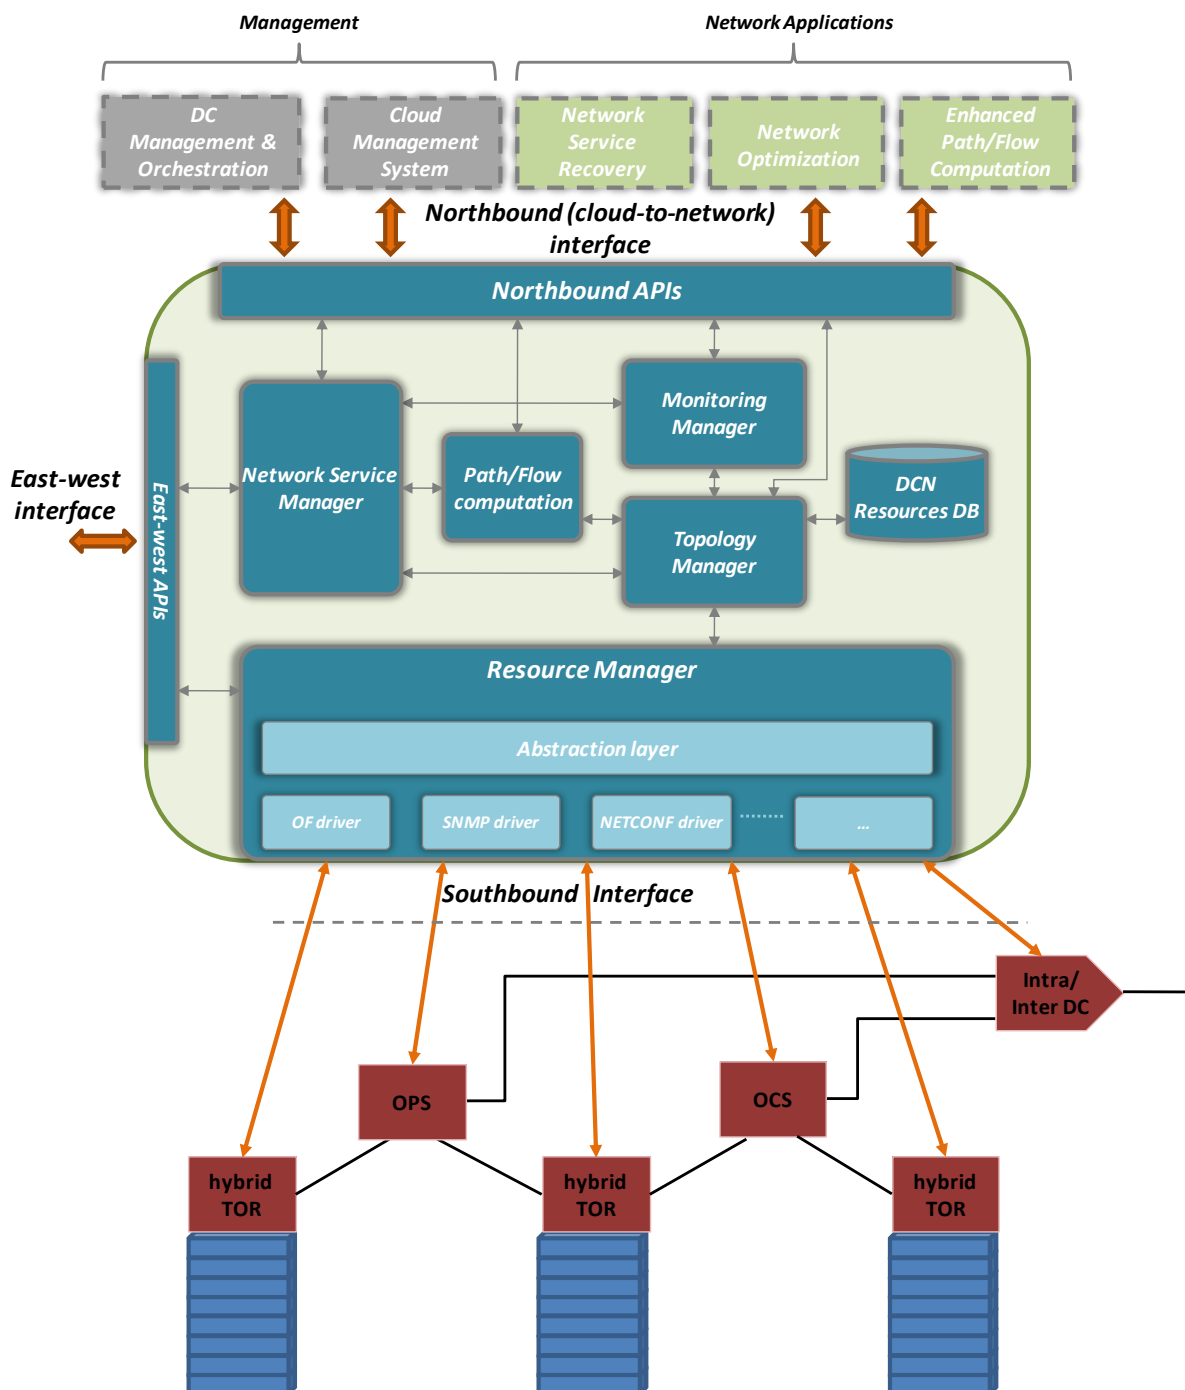 Management
Network Applications
DC
Management &
Orchestration
Cloud
Management
System
Network
Service
Recovery
Network
Optimization
Enhanced
Path/Flow
Computation
Northbound (cloud-to-network)
interface
Northbound APIs
Monitoring
Manager
Network Service
Manager
Path/Flow
computation
DCN
Resources DB
East-west
interface
East-west APIs
Topology
Manager
Resource Manager
Abstraction layer
OF driver
SNMP driver
NETCONF driver
........
...
Southbound Interface
Intra/
Inter DC
OPS
OCS
hybrid
TOR
hybrid
TOR
hybrid
TOR